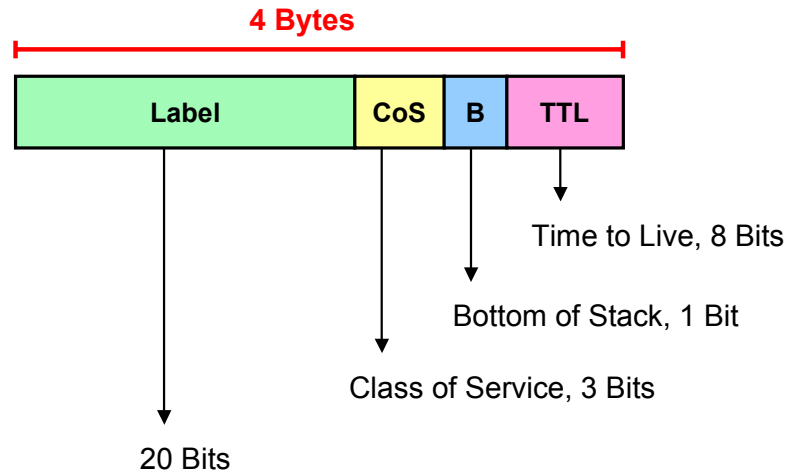 4 Bytes
Label CoS B TTL
Time to Live, 8 Bits
Bottom of Stack, 1 Bit
Class of Service, 3 Bits
20 Bits